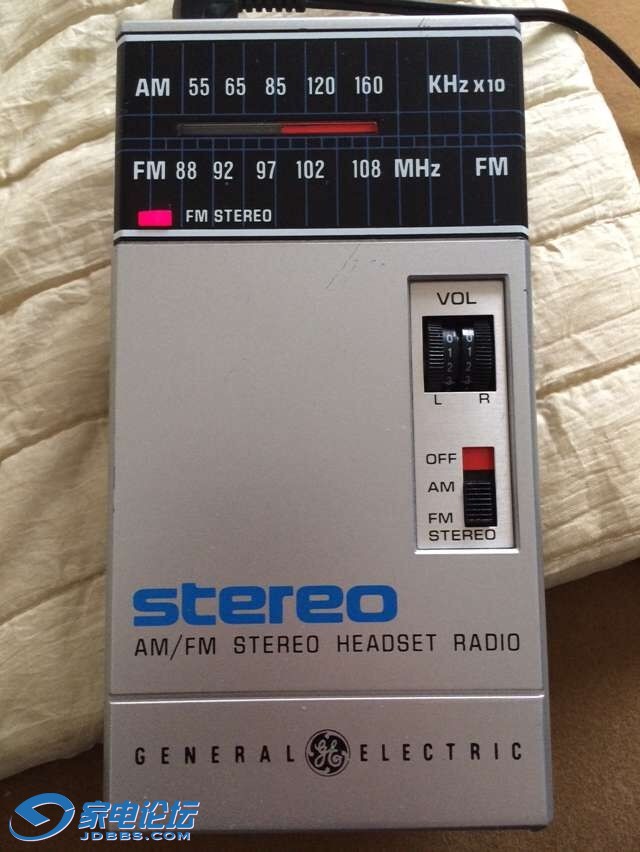 AM 55 65 85 120 160 KHz x10
FM 88 92 97 102 108 MHz FM
FM STEREO
VOL
0 0
1 1
2 2
3 3
L R
OFF
AM
FM
STEREO
stereo
AM/FM STEREO HEADSET RADIO
GENERAL GE ELECTRIC
家电论坛
JDBBS.COM